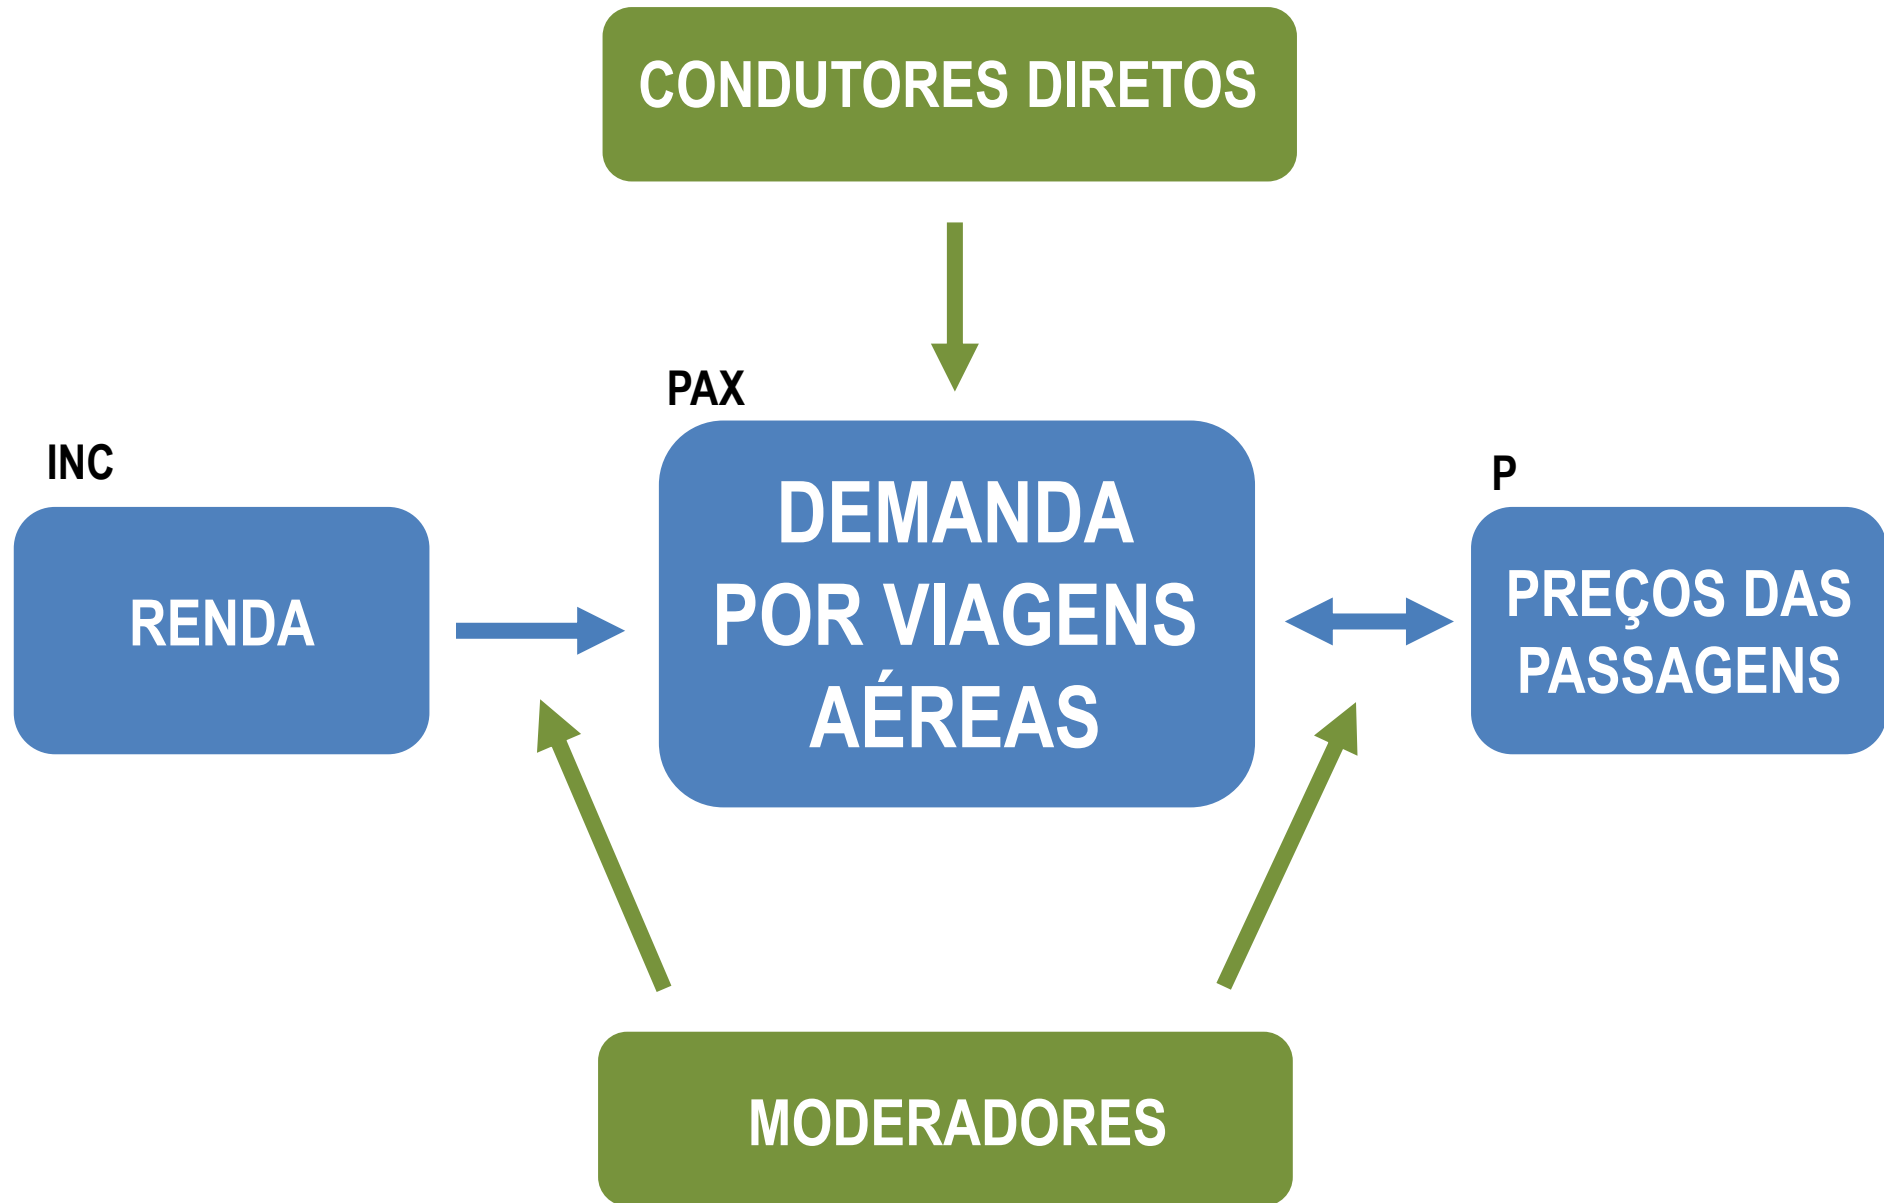 CONDUTORES DIRETOS
PAX
INC
P
RENDA
DEMANDA
POR VIAGENS
AÉREAS
PREÇOS DAS
PASSAGENS
MODERADORES